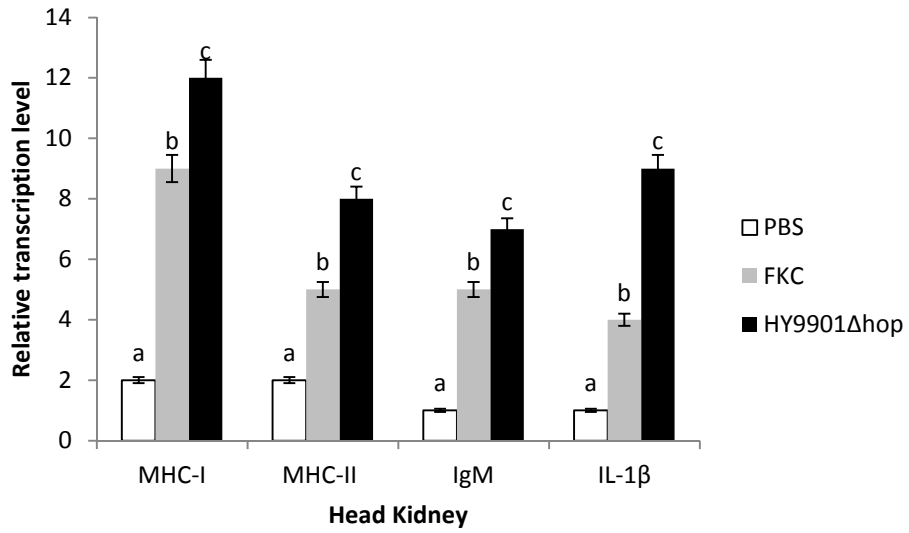 Relative transcription level
14
12
10
8
6
4
2
0
a
b
c
a
b
c
a
b
c
a
b
c
MHC-I
MHC-II
IgM
IL-1β
Head Kidney
PBS
FKC
HY9901Δhop